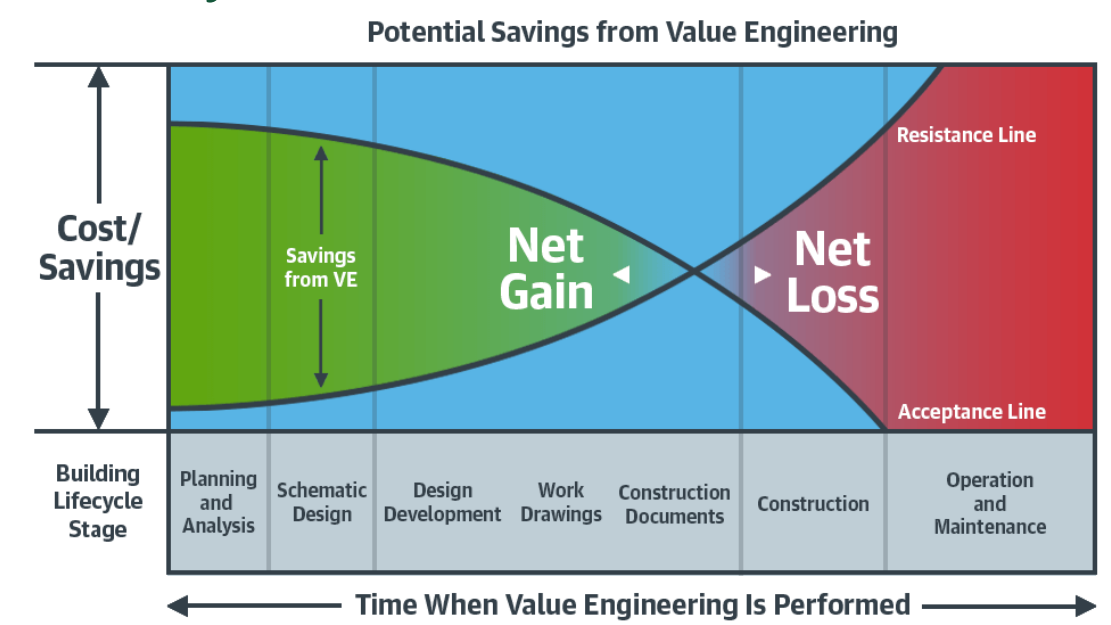 Potential Savings from Value Engineering
Resistance Line
Cost/
Savings
Savings
from VE
Net
Gain
Net
Loss
Acceptance Line
Building
Lifecycle
Stage
Planning
and
Analysis
Schematic
Design
Design
Development
Work
Drawings
Construction
Documents
Construction
Operation
and
Maintenance
Time When Value Engineering Is Performed